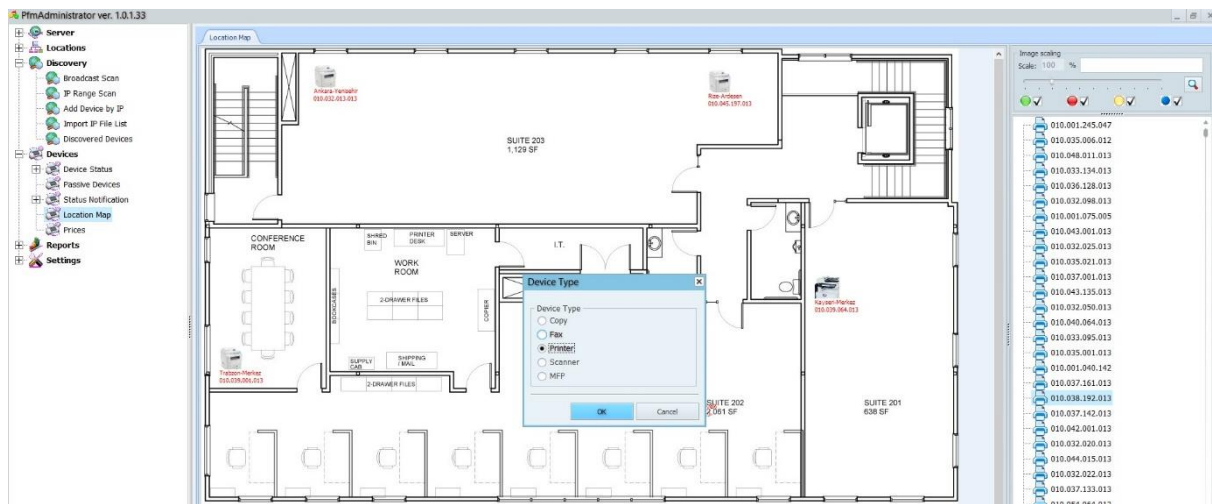 PfmAdministrator ver. 1.0.1.33
Server
Locations
Discovery
Broadcast Scan
IP Range Scan
Add Device by IP
Import IP File List
Discovered Devices
Devices
Device Status
Passive Devices
Status Notification
Location Map
Prices
Reports
Settings
Location Map
Ankara-Yenisehir
010.032.013.013
Rize-Ardesen
010.045.197.013
SUITE 203
1,129 SF
CONFERENCE
ROOM
SHRED
BIN
PRINTER
DESK
SERVER
WORK
ROOM
I.T.
2-DRAWER FILES
BOOKCASES
COPIER
SUPPLY
CAB.
SHIPPING
/ MAIL
2-DRAWER FILES
Trabzon-Merkez
010.039.001.013
Kayseri-Merkez
010.039.064.013
SUITE 202
2,061 SF
SUITE 201
638 SF
Device Type
Device Type
Copy
Fax
Printer
Scanner
MFP
OK
Cancel
Image scaling
Scale: 100 %
010.001.245.047
010.035.006.012
010.048.011.013
010.033.134.013
010.036.128.013
010.032.098.013
010.001.075.005
010.043.001.013
010.032.025.013
010.035.021.013
010.037.001.013
010.043.135.013
010.032.050.013
010.040.064.013
010.033.095.013
010.035.001.013
010.001.040.142
010.037.161.013
010.038.192.013
010.037.142.013
010.042.001.013
010.032.020.013
010.044.015.013
010.032.022.013
010.037.133.013